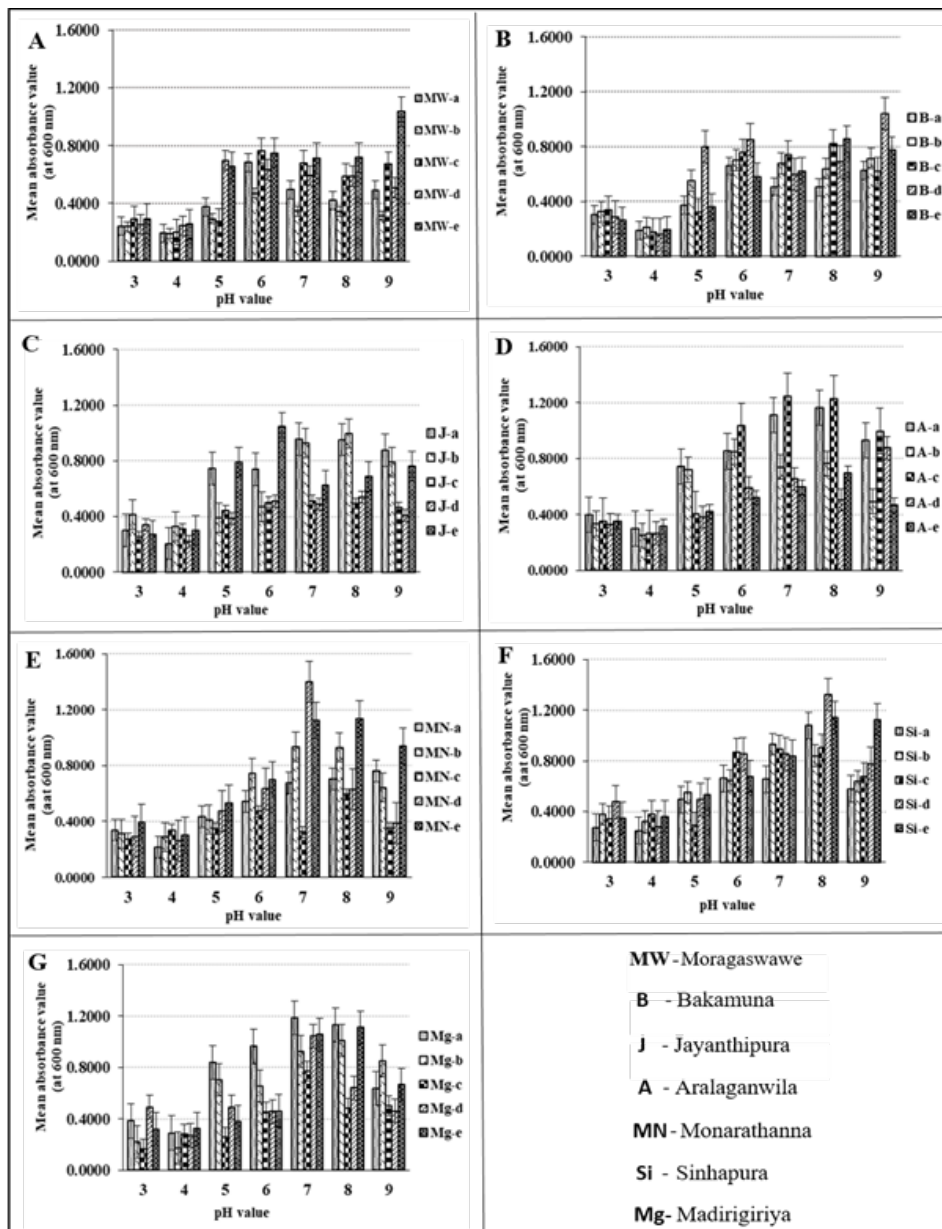 A
1.6000
1.2000
0.8000
0.4000
0.0000
Mean absorbance value
(at 600 nm)
3 4 5 6 7 8 9
pH value
MW-a
MW-b
MW-c
MW-d
MW-e
B
1.6000
1.2000
0.8000
0.4000
0.0000
Mean absorbance value
(at 600 nm)
3 4 5 6 7 8 9
pH value
B-a
B-b
B-c
B-d
B-e
C
1.6000
1.2000
0.8000
0.4000
0.0000
Mean absorbance value
(at 600 nm)
3 4 5 6 7 8 9
pH value
J-a
J-b
J-c
J-d
J-e
D
1.6000
1.2000
0.8000
0.4000
0.0000
Mean absorbance value
(at 600 nm)
3 4 5 6 7 8 9
pH value
A-a
A-b
A-c
A-d
A-e
E
1.6000
1.2000
0.8000
0.4000
0.0000
Mean absorbance value
(aat 600 nm)
3 4 5 6 7 8 9
pH value
MN-a
MN-b
MN-c
MN-d
MN-e
F
1.6000
1.2000
0.8000
0.4000
0.0000
Mean absorbance value
(at 600 nm)
3 4 5 6 7 8 9
pH value
Si-a
Si-b
Si-c
Si-d
Si-e
G
1.6000
1.2000
0.8000
0.4000
0.0000
Mean absorbance value
(at 600 nm)
3 4 5 6 7 8 9
pH value
Mg-a
Mg-b
Mg-c
Mg-d
Mg-e
MW - Moragaswawe
B - Bakamuna
J - Jayanthipura
A - Aralaganwila
MN - Monarathanna
Si - Sinhapura
Mg- Madirigiriya